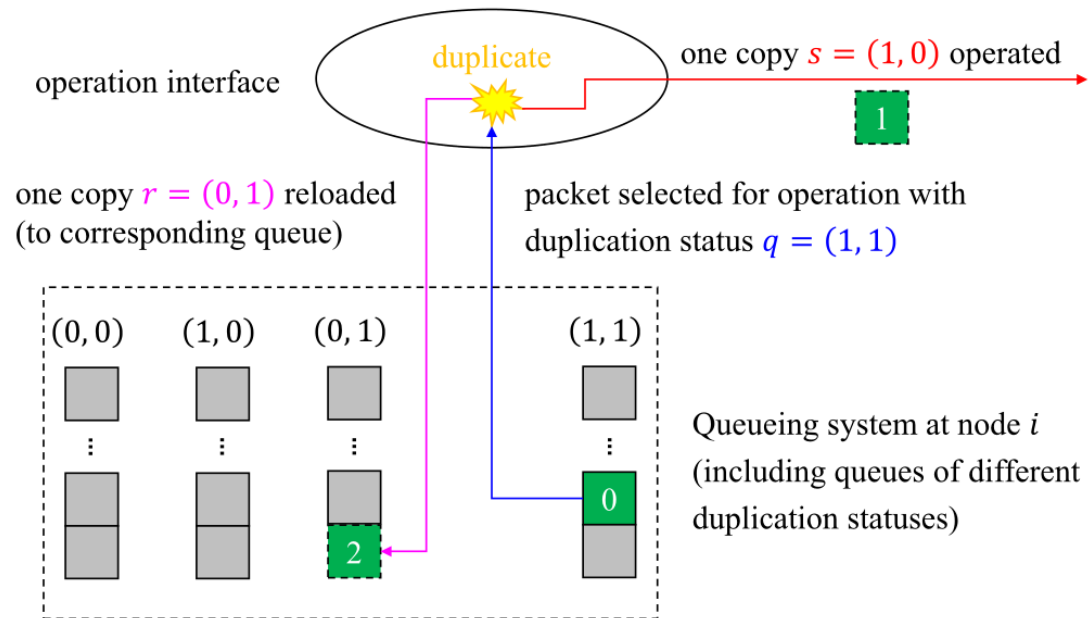 duplicate
one copy s = (1, 0) operated
operation interface
1
one copy r = (0, 1) reloaded
(to corresponding queue)
packet selected for operation with
duplication status q = (1, 1)
(0, 0) (1, 0) (0, 1) (1, 1)
... ... ... ...
Queueing system at node i
(including queues of different
duplication statuses)
0
2